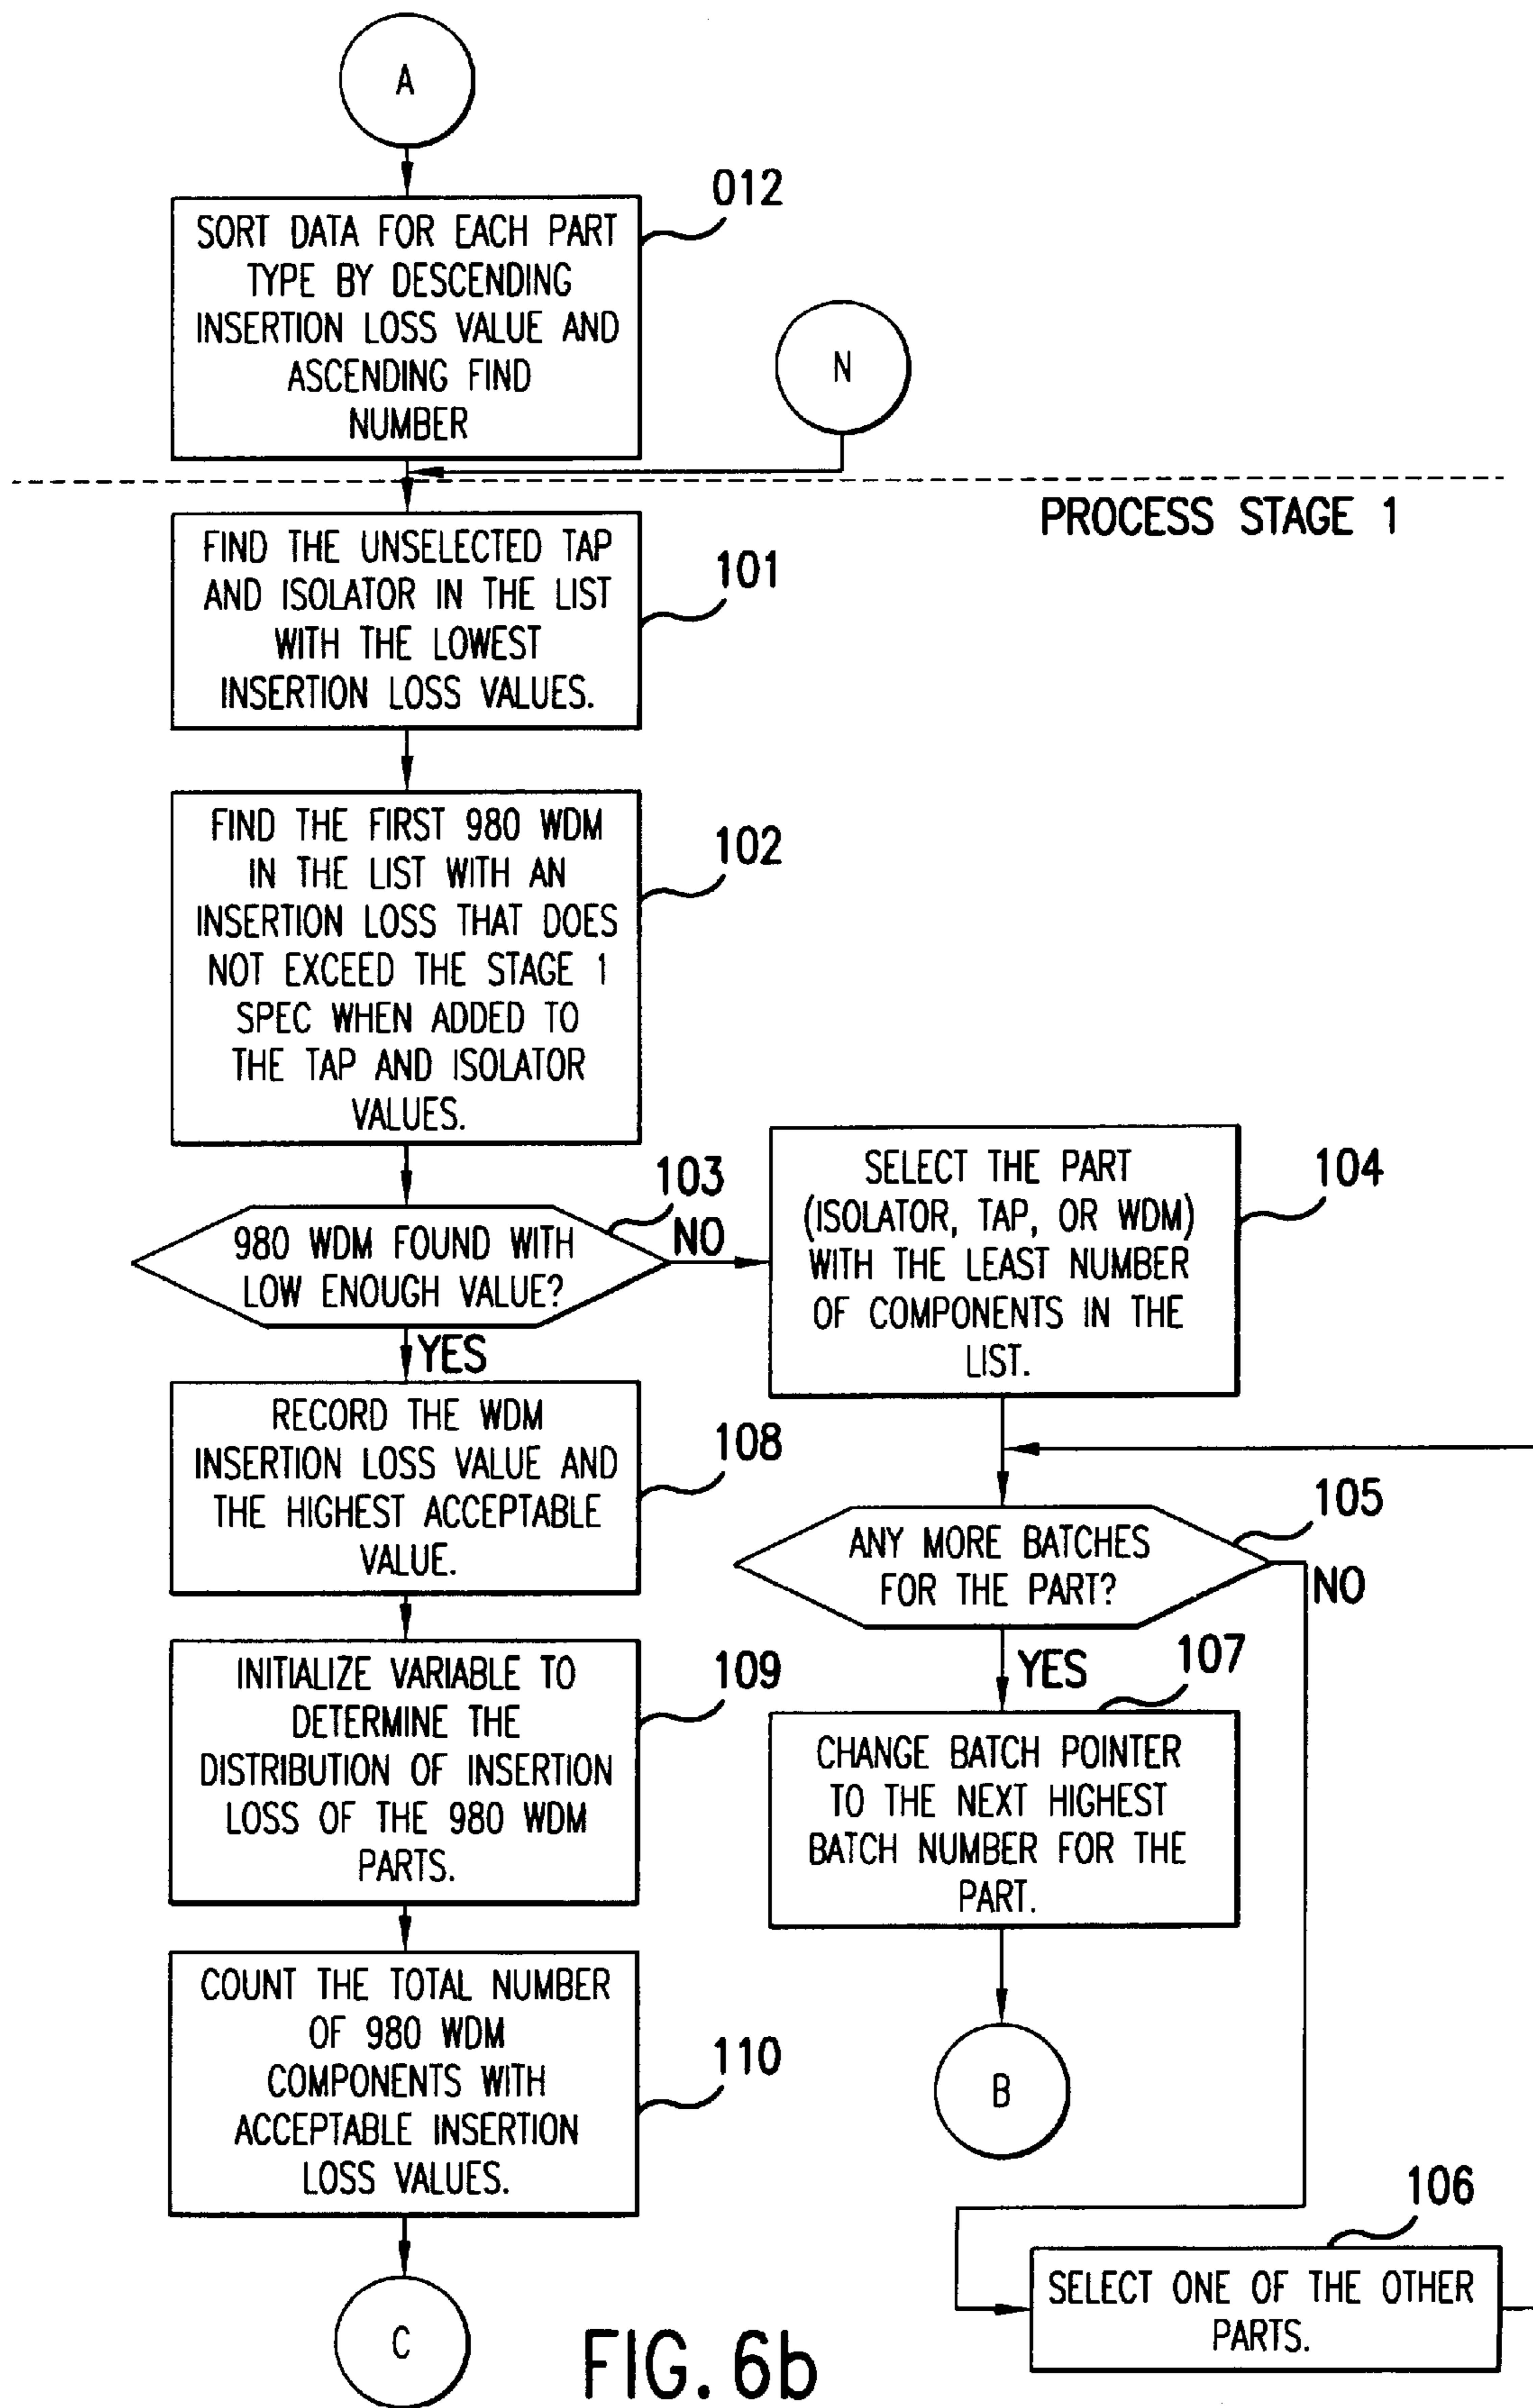 A
012
SORT DATA FOR EACH PART
TYPE BY DESCENDING
INSERTION LOSS VALUE AND
ASCENDING FIND
NUMBER
N
PROCESS STAGE 1
FIND THE UNSELECTED TAP
AND ISOLATOR IN THE LIST
WITH THE LOWEST
INSERTION LOSS VALUES.
101
FIND THE FIRST 980 WDM
IN THE LIST WITH AN
INSERTION LOSS THAT DOES
NOT EXCEED THE STAGE 1
SPEC WHEN ADDED TO
THE TAP AND ISOLATOR
VALUES.
102
103
980 WDM FOUND WITH
LOW ENOUGH VALUE?
NO
YES
SELECT THE PART
(ISOLATOR, TAP, OR WDM)
WITH THE LEAST NUMBER
OF COMPONENTS IN THE
LIST.
104
RECORD THE WDM
INSERTION LOSS VALUE AND
THE HIGHEST ACCEPTABLE
VALUE.
108
105
ANY MORE BATCHES
FOR THE PART?
NO
YES
INITIALIZE VARIABLE TO
DETERMINE THE
DISTRIBUTION OF INSERTION
LOSS OF THE 980 WDM
PARTS.
109
107
CHANGE BATCH POINTER
TO THE NEXT HIGHEST
BATCH NUMBER FOR THE
PART.
COUNT THE TOTAL NUMBER
OF 980 WDM
COMPONENTS WITH
ACCEPTABLE INSERTION
LOSS VALUES.
110
B
106
SELECT ONE OF THE OTHER
PARTS.
C
FIG. 6b